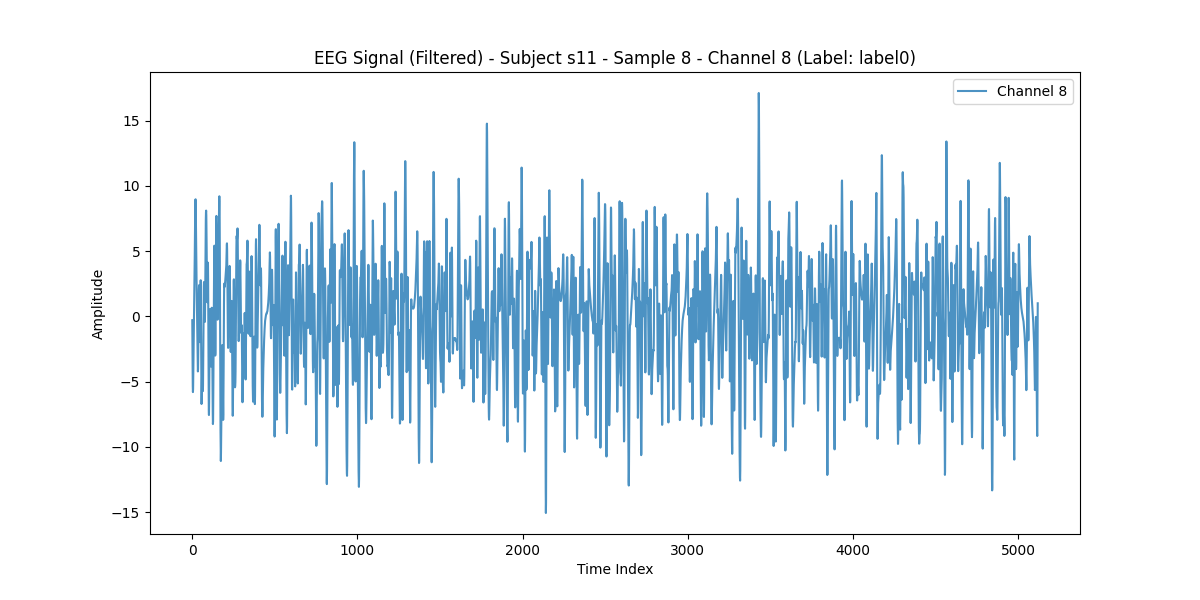 EEG Signal (Filtered) - Subject s11 - Sample 8 - Channel 8 (Label: label0)
Channel 8
15
10
5
0
−5
−10
−15
Amplitude
0 1000 2000 3000 4000 5000
Time Index